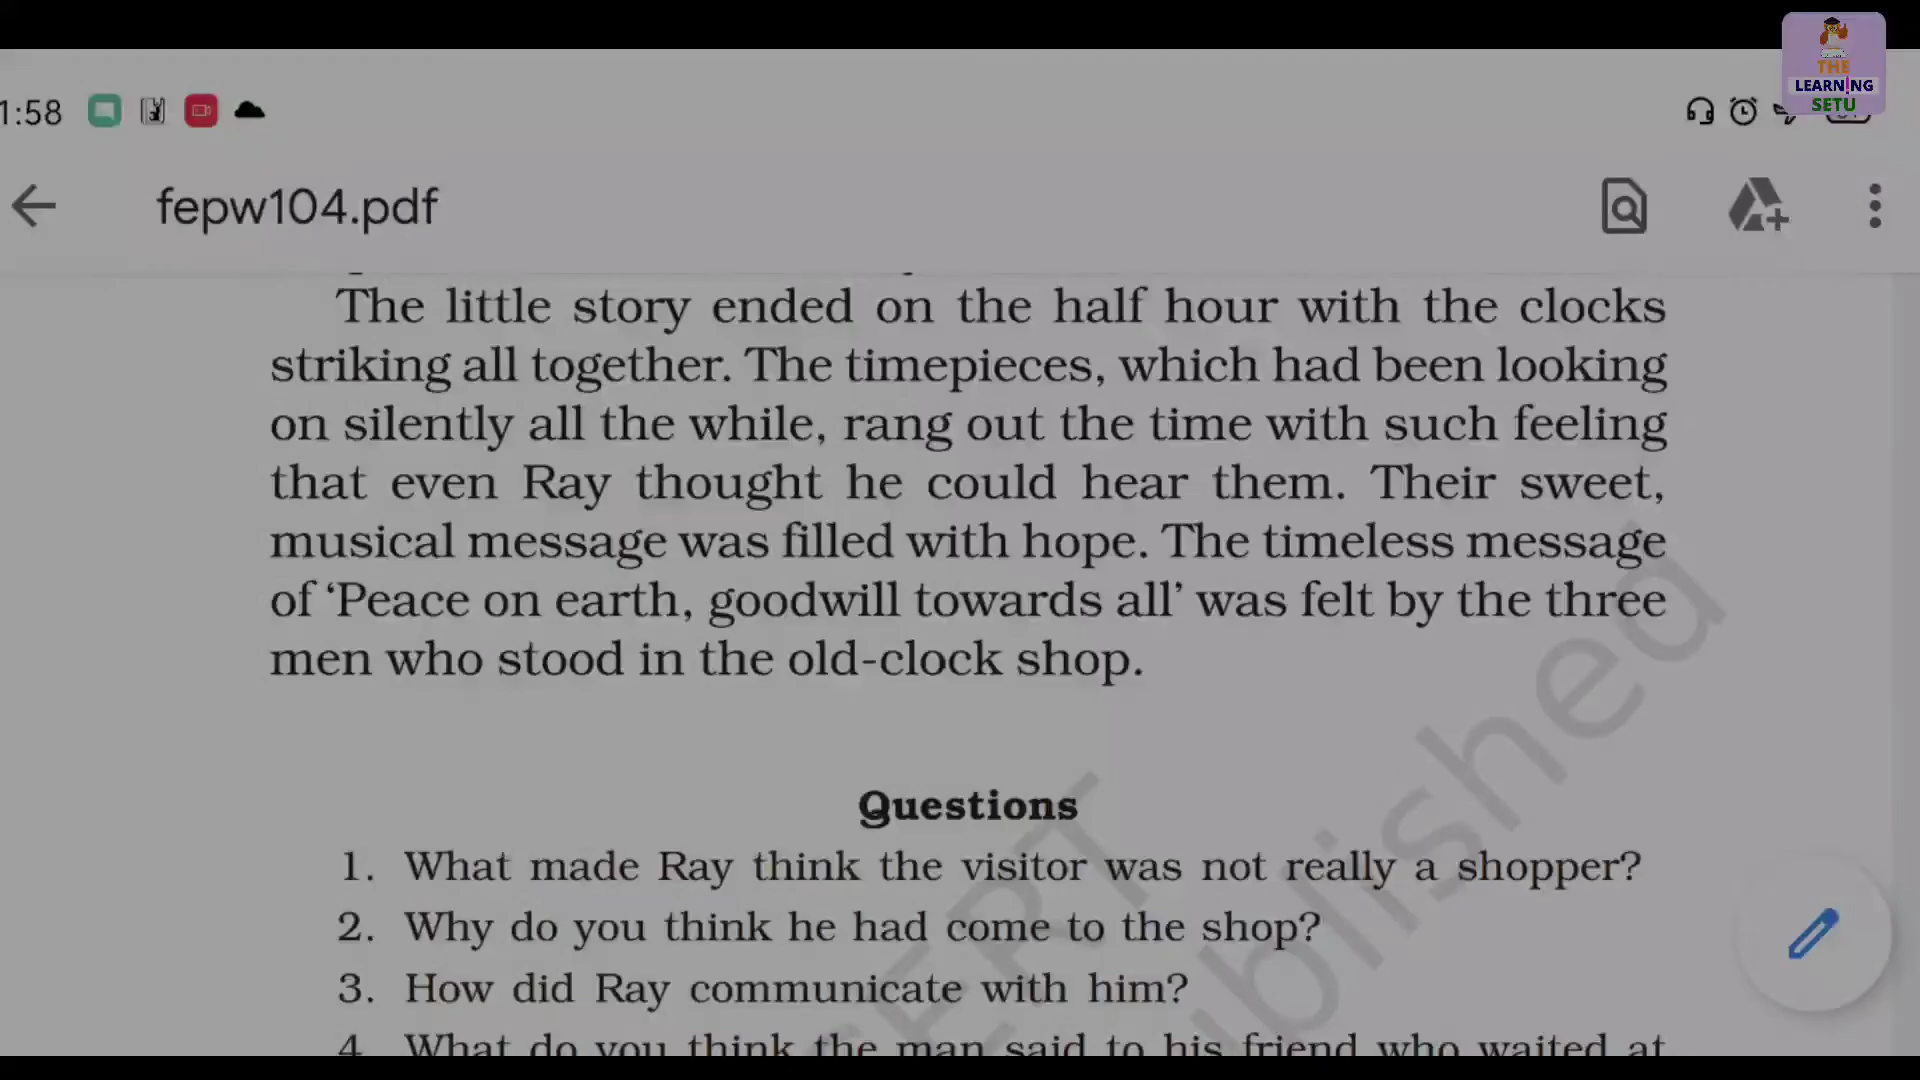 THE
LEARNING
SETU
1:58
fepw104.pdf
The little story ended on the half hour with the clocks
striking all together. The timepieces, which had been looking
on silently all the while, rang out the time with such feeling
that even Ray thought he could hear them. Their sweet,
musical message was filled with hope. The timeless message
of ‘Peace on earth, goodwill towards all’ was felt by the three
men who stood in the old-clock shop.
Questions
1. What made Ray think the visitor was not really a shopper?
2. Why do you think he had come to the shop?
3. How did Ray communicate with him?
4. What do you think the man said to his friend who waited at